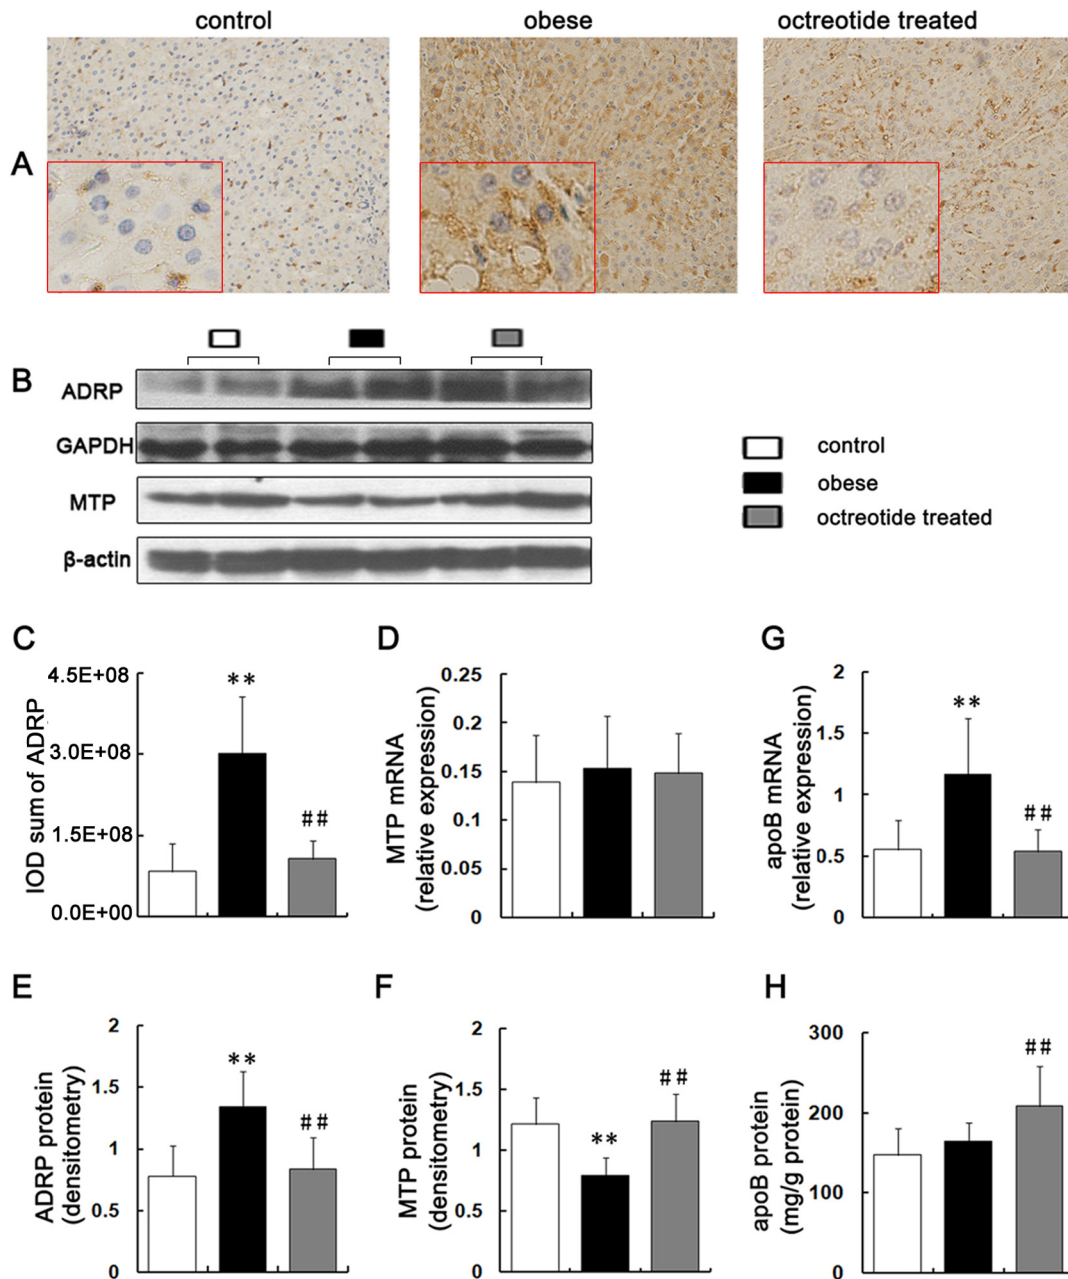 control obese octreotide treated
A
B
ADRP
GAPDH
MTP
β-actin
control
obese
octreotide treated
C
IOD sum of ADRP
4.5E+08
3.0E+08
1.5E+08
0.0E+00
**
##
D
MTP mRNA
(relative expression)
0.25
0.2
0.15
0.1
0.05
0
G
apoB mRNA
(relative expression)
2
1.5
1
0.5
0
**
##
E
ADRP protein
(densitometry)
2
1.5
1
0.5
0
**
##
F
MTP protein
(densitometry)
2
1.5
1
0.5
0
**
##
H
apoB protein
(mg/g protein)
300
200
100
0
##